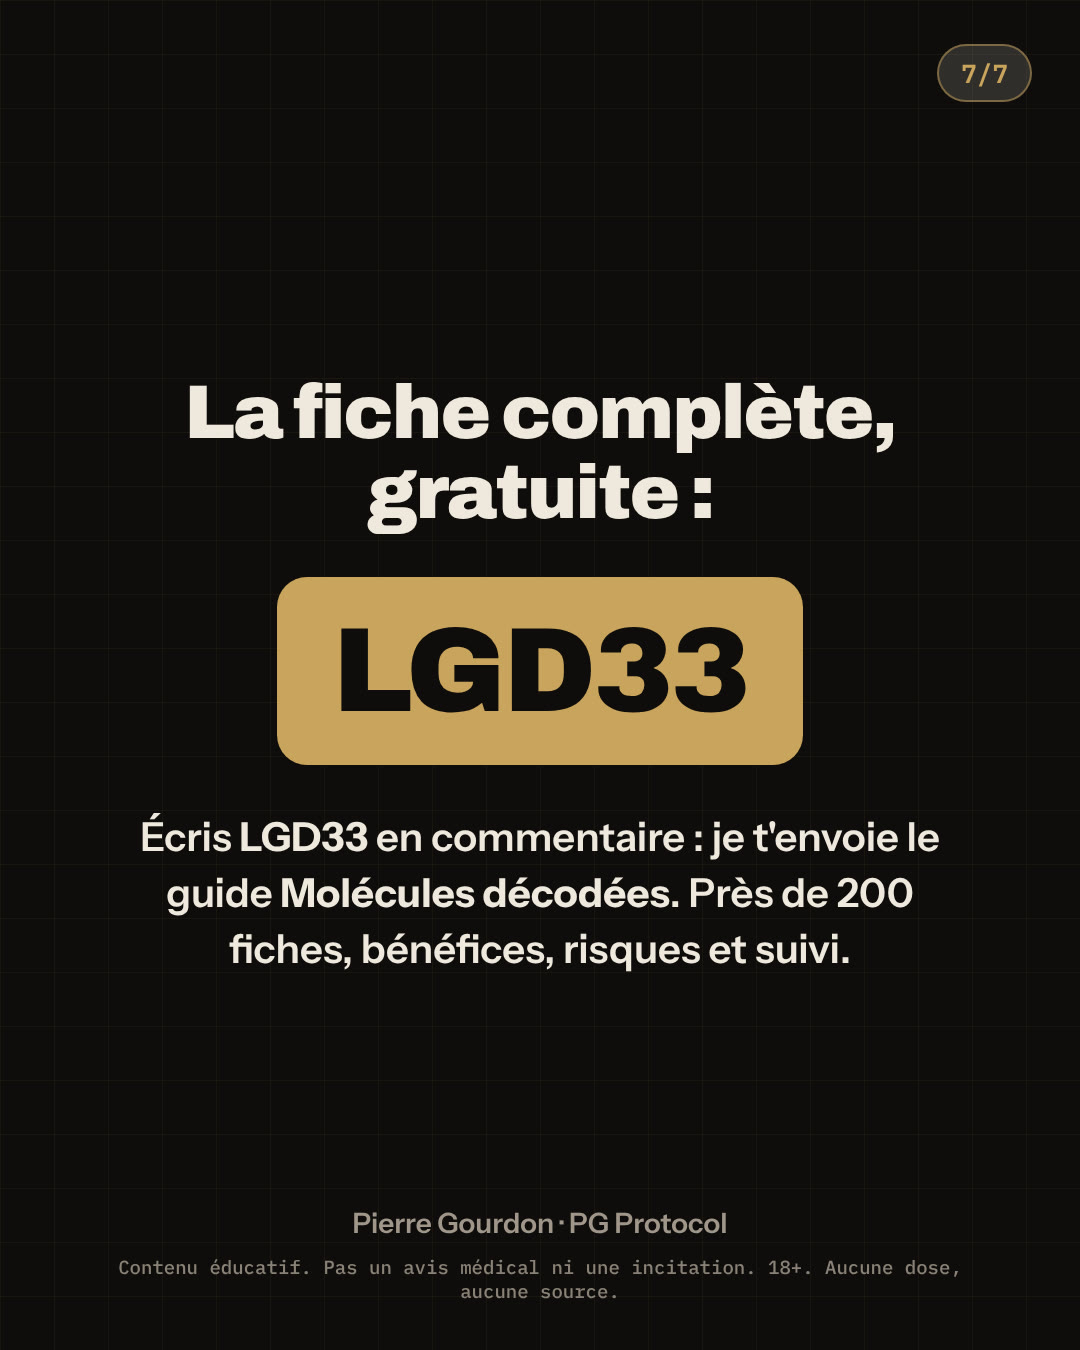 7/7
La fiche complète,
gratuite :
LGD33
Écris LGD33 en commentaire : je t'envoie le
guide Molécules décodées. Près de 200
fiches, bénéfices, risques et suivi.
Pierre Gourdon · PG Protocol
Contenu éducatif. Pas un avis médical ni une incitation. 18+. Aucune dose,
aucune source.